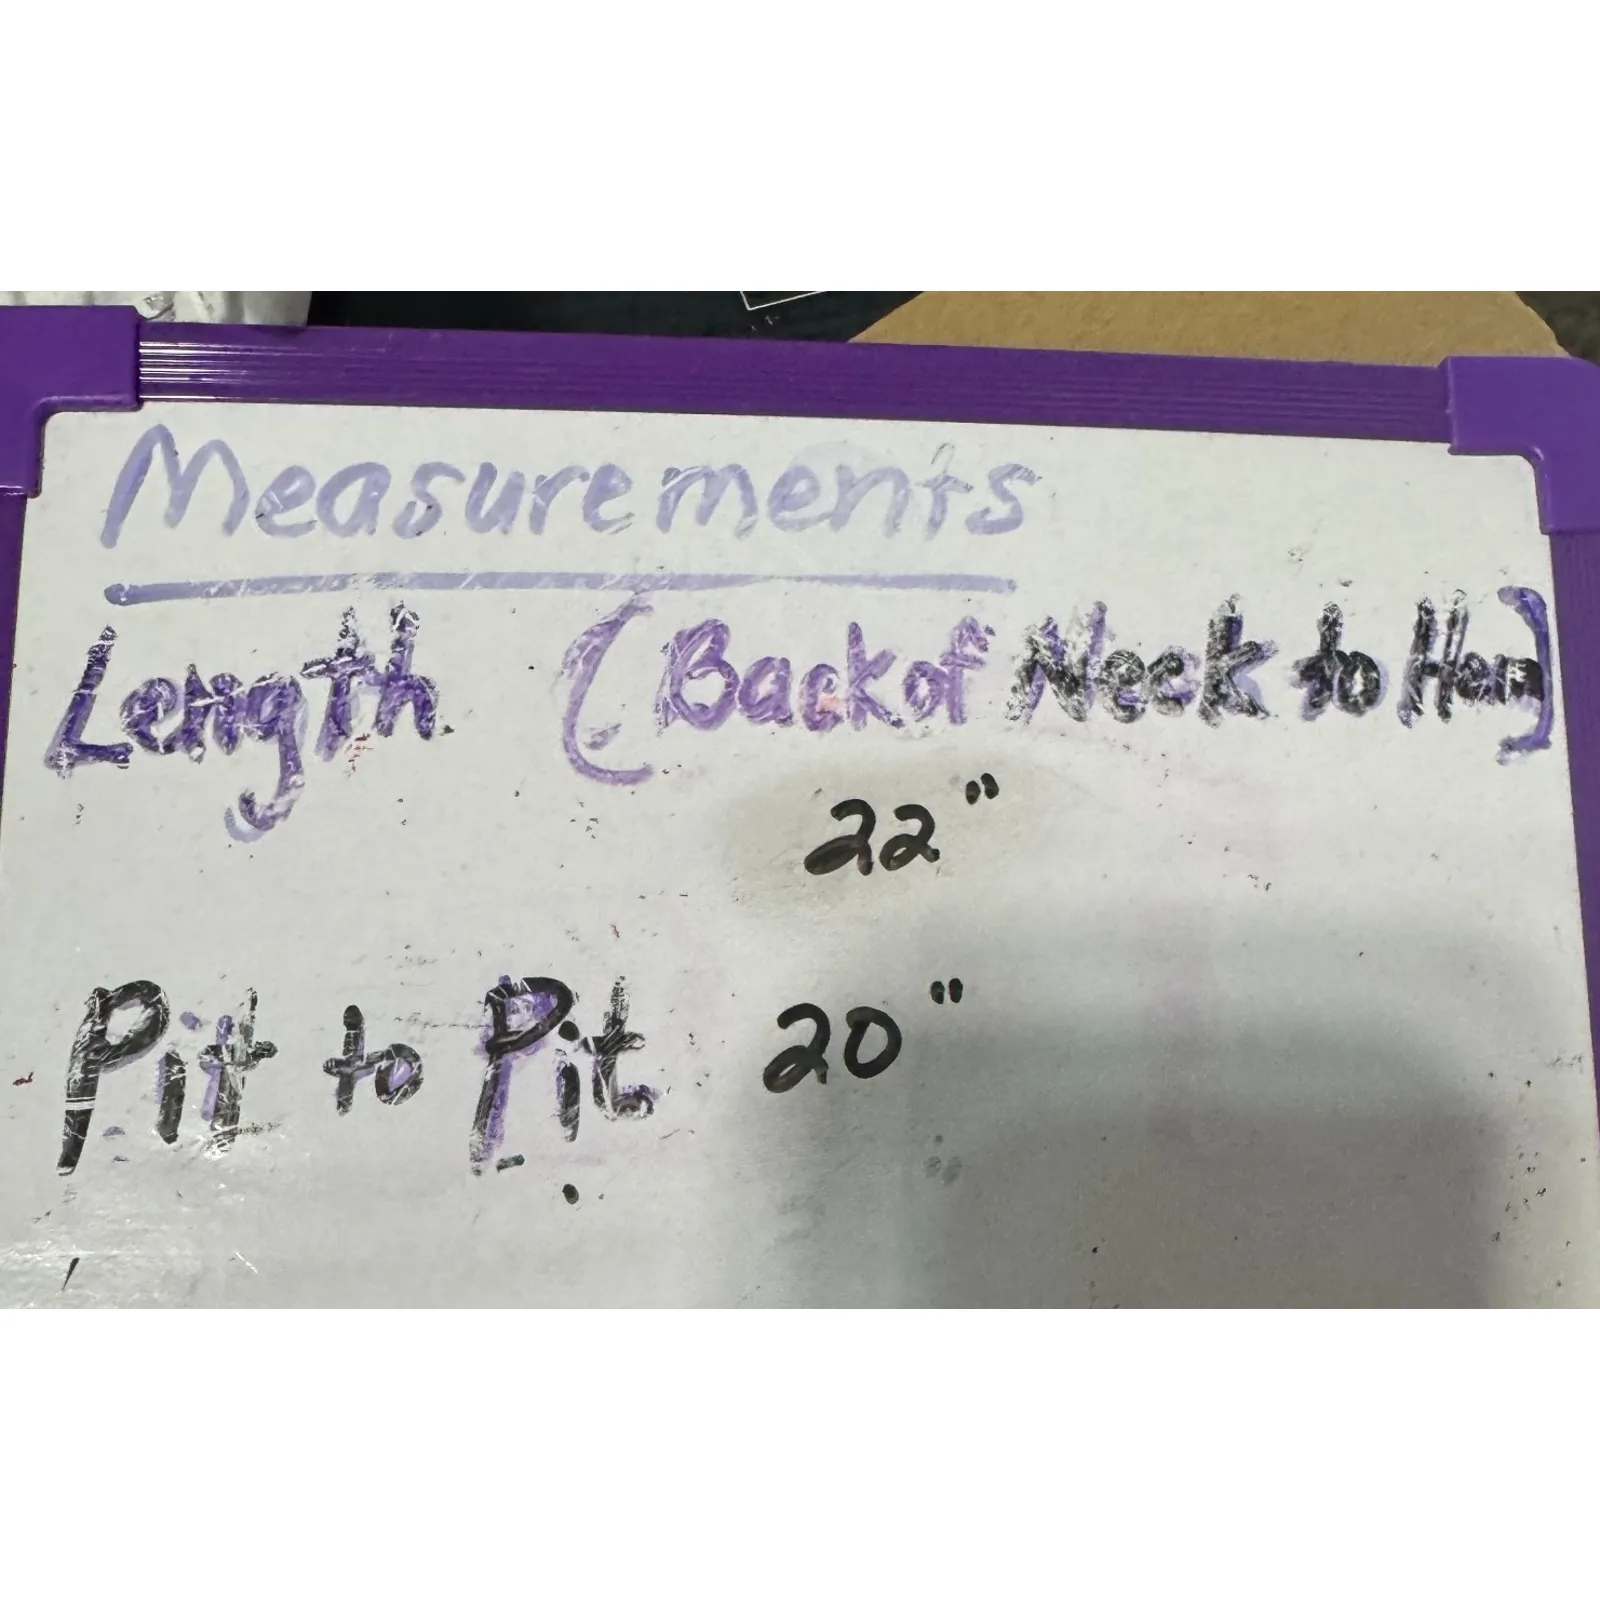 Measurements
Length (Back of Neck to Hem)
22"
Pit to Pit 20"